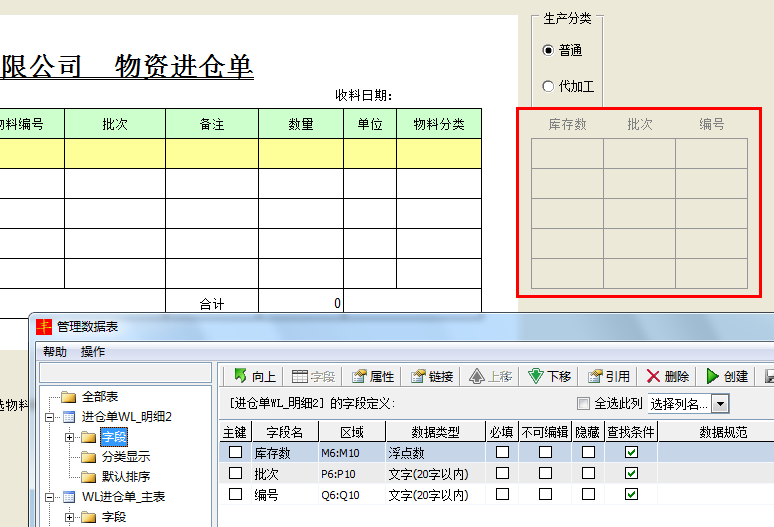 生产分类
普通
代加工
限公司 物资进仓单
收料日期:
物料编号 批次 备注 数量 单位 物料分类
库存数 批次 编号
合计 0
管理数据表
帮助 操作
选物料
向上 字段 属性 链接 上移 下移 引用 删除 创建
全部表
进仓单WL_明细2
字段
分类显示
默认排序
WL进仓单_主表
字段
[进仓单WL_明细2] 的字段定义:
全选此列 选择列名...
主键 字段名 区域 数据类型 必填 不可编辑 隐藏 查找条件 数据规范
库存数 M6:M10 浮点数
批次 P6:P10 文字(20字以内)
编号 Q6:Q10 文字(20字以内)